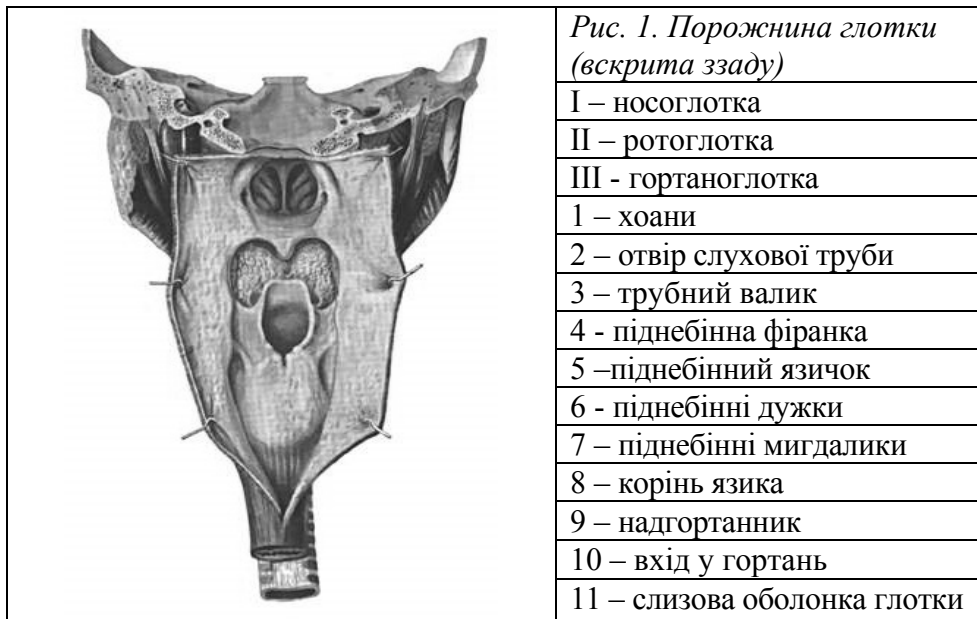 Рис. 1. Порожнина глотки
(вскрита ззаду)
І – носоглотка
ІІ – ротоглотка
ІІІ - гортаноглотка
1 – хоани
2 – отвір слухової труби
3 – трубний валик
4 - піднебінна фіранка
5 –піднебінний язичок
6 - піднебінні дужки
7 – піднебінні мигдалики
8 – корінь язика
9 – надгортанник
10 – вхід у гортань
11 – слизова оболонка глотки